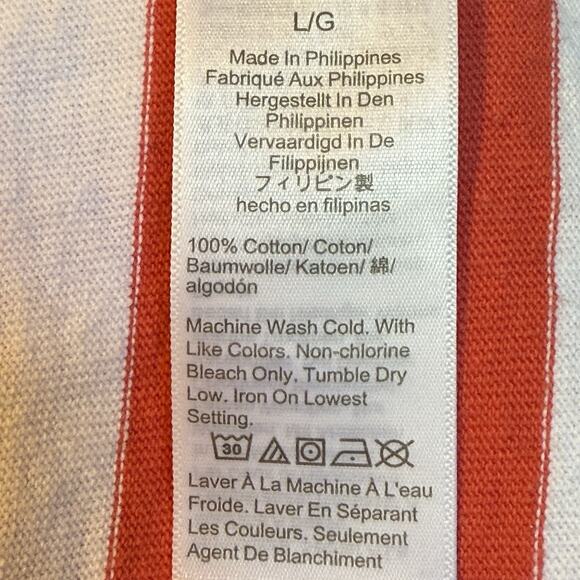 L/G
Made In Philippines
Fabriqué Aux Philippines
Hergestellt In Den
Philippinen
Vervaardigd In De
Filippijnen
フィリピン製
hecho en filipinas
100% Cotton/ Coton/
Baumwolle/ Katoen/ 綿/
algodón
Machine Wash Cold. With
Like Colors. Non-chlorine
Bleach Only. Tumble Dry
Low. Iron On Lowest
Setting.
30
Laver À La Machine À L'eau
Froide. Laver En Séparant
Les Couleurs. Seulement
Agent De Blanchiment